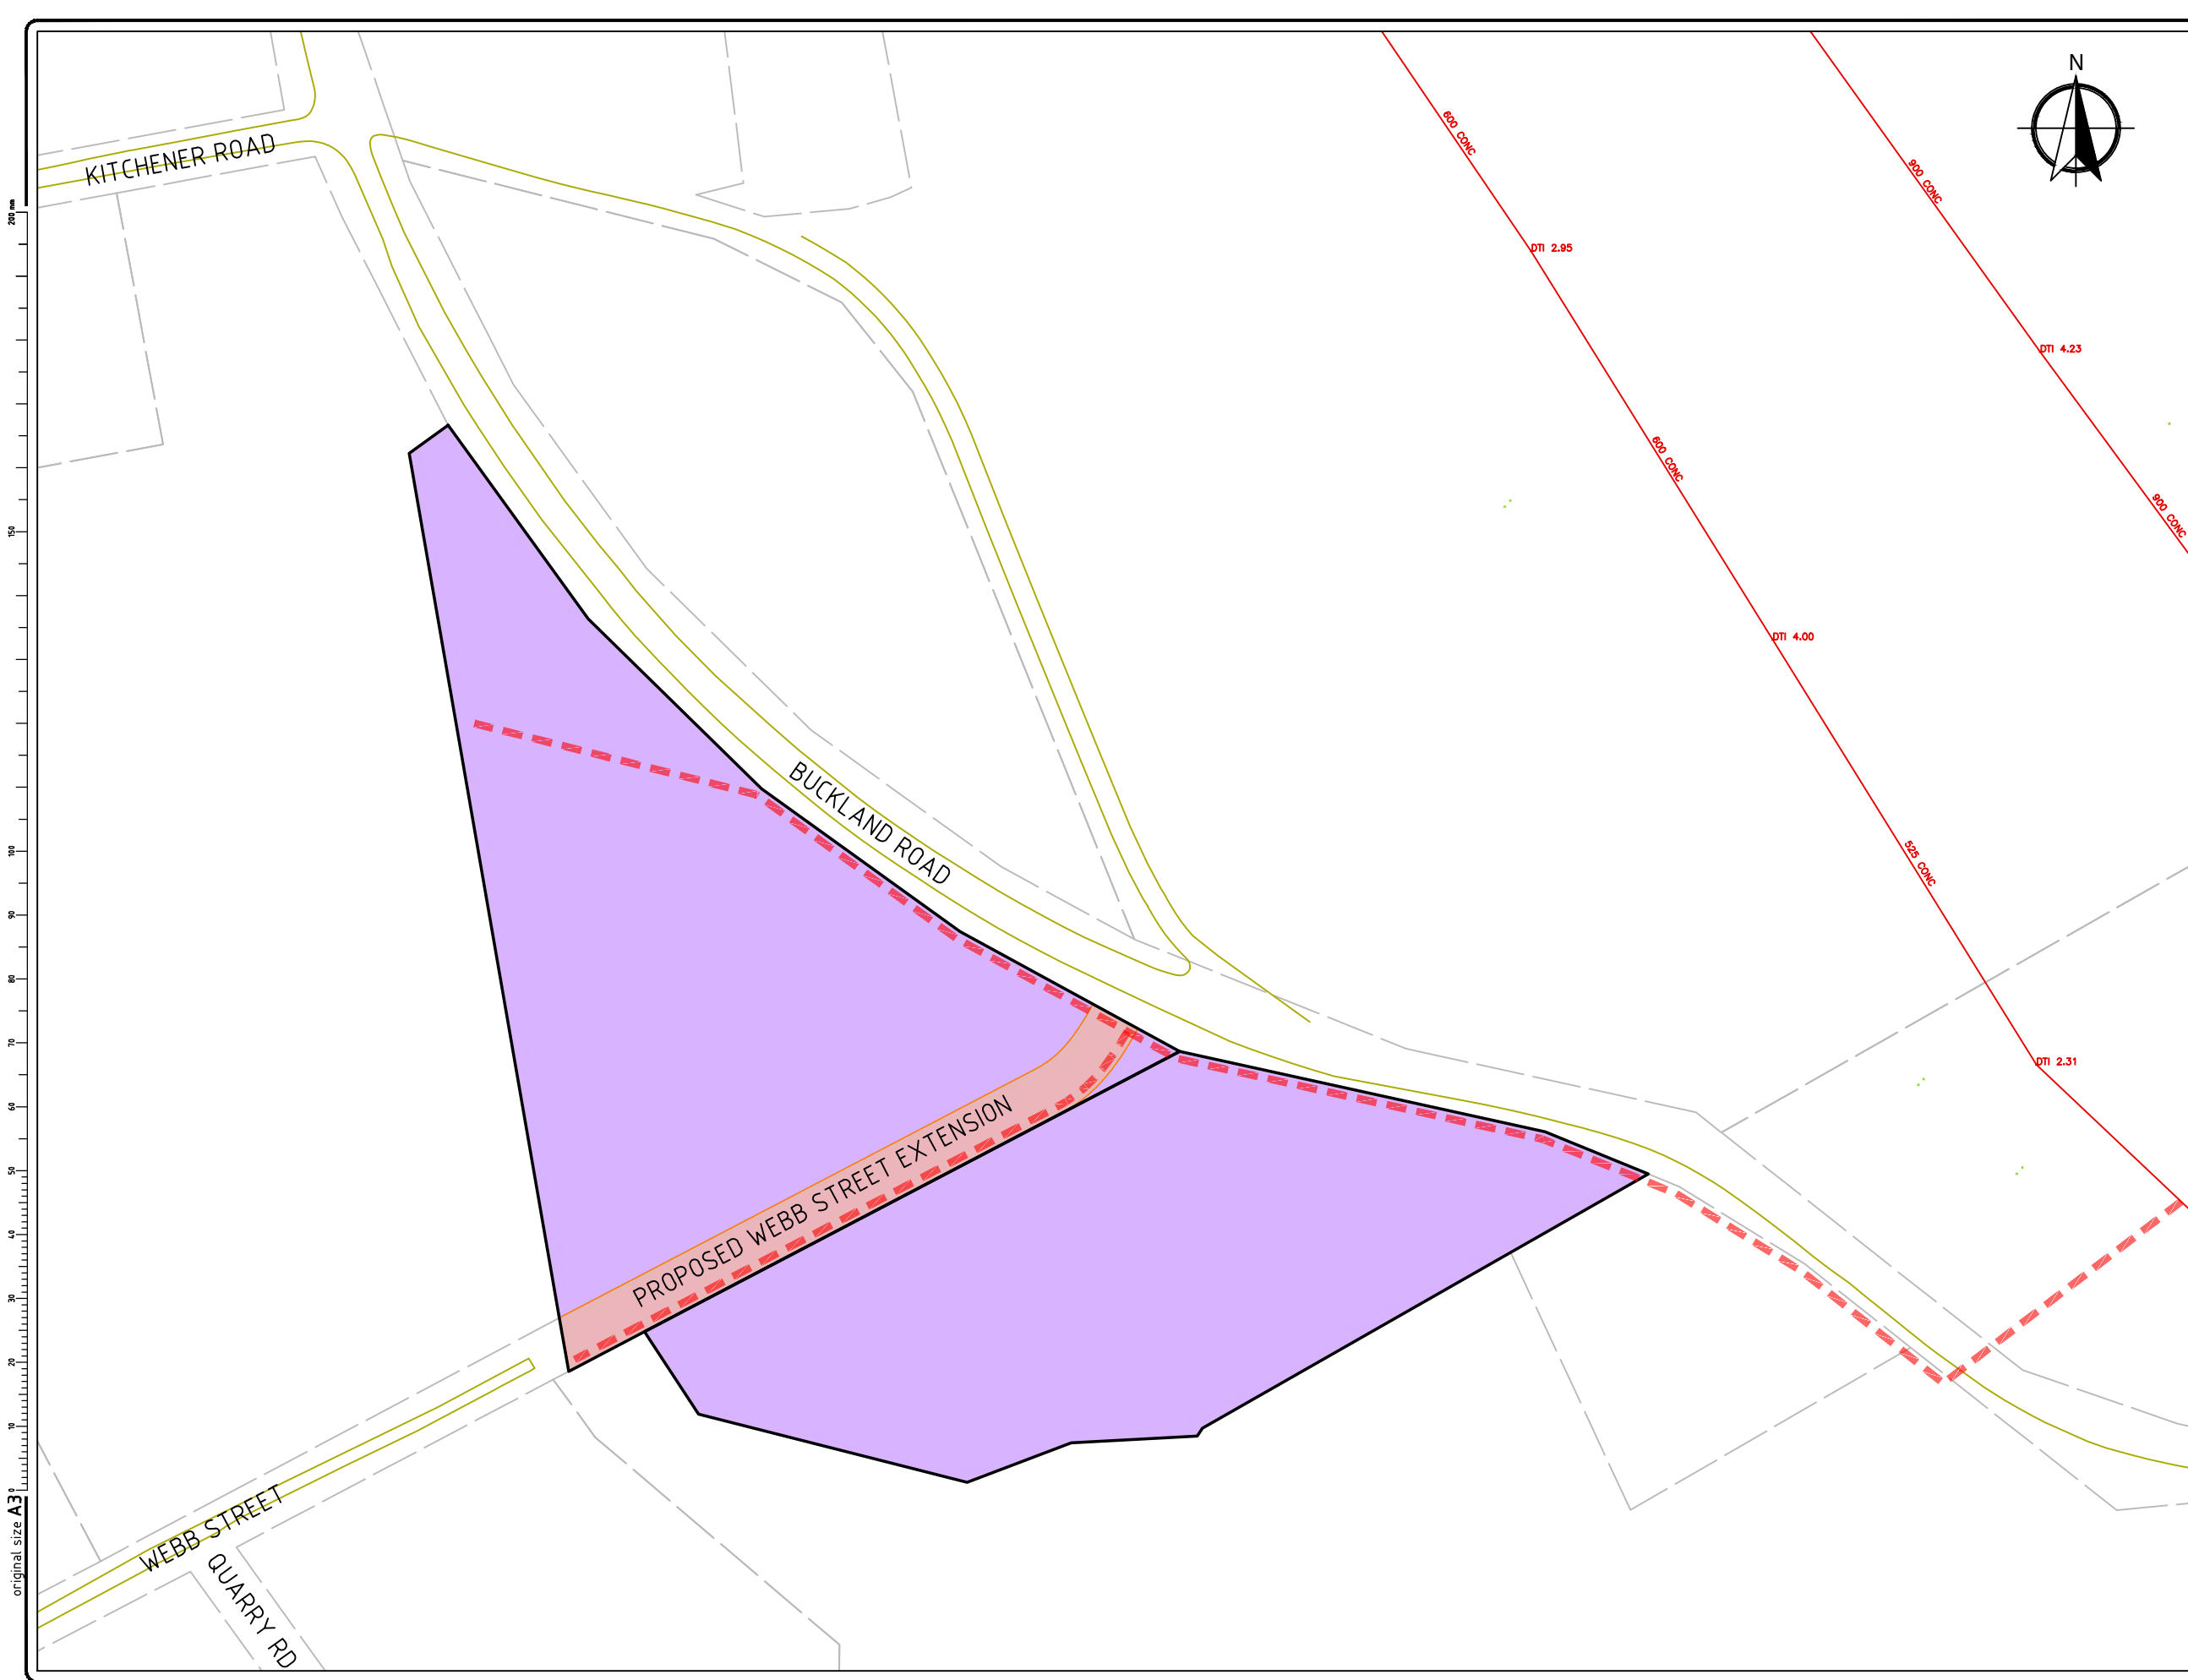 N
KITCHENER ROAD
600 CONC
900 CONC
200 mm
DTI 2.95
DTI 4.23
600 CONC
900 CONC
150
DTI 4.00
BUCKLAND ROAD
100
525 CONC
90
80
70
DTI 2.31
60
PROPOSED WEBB STREET EXTENSION
50
40
30
20
10
0
original size A3
WEBB STREET
QUARRY RD